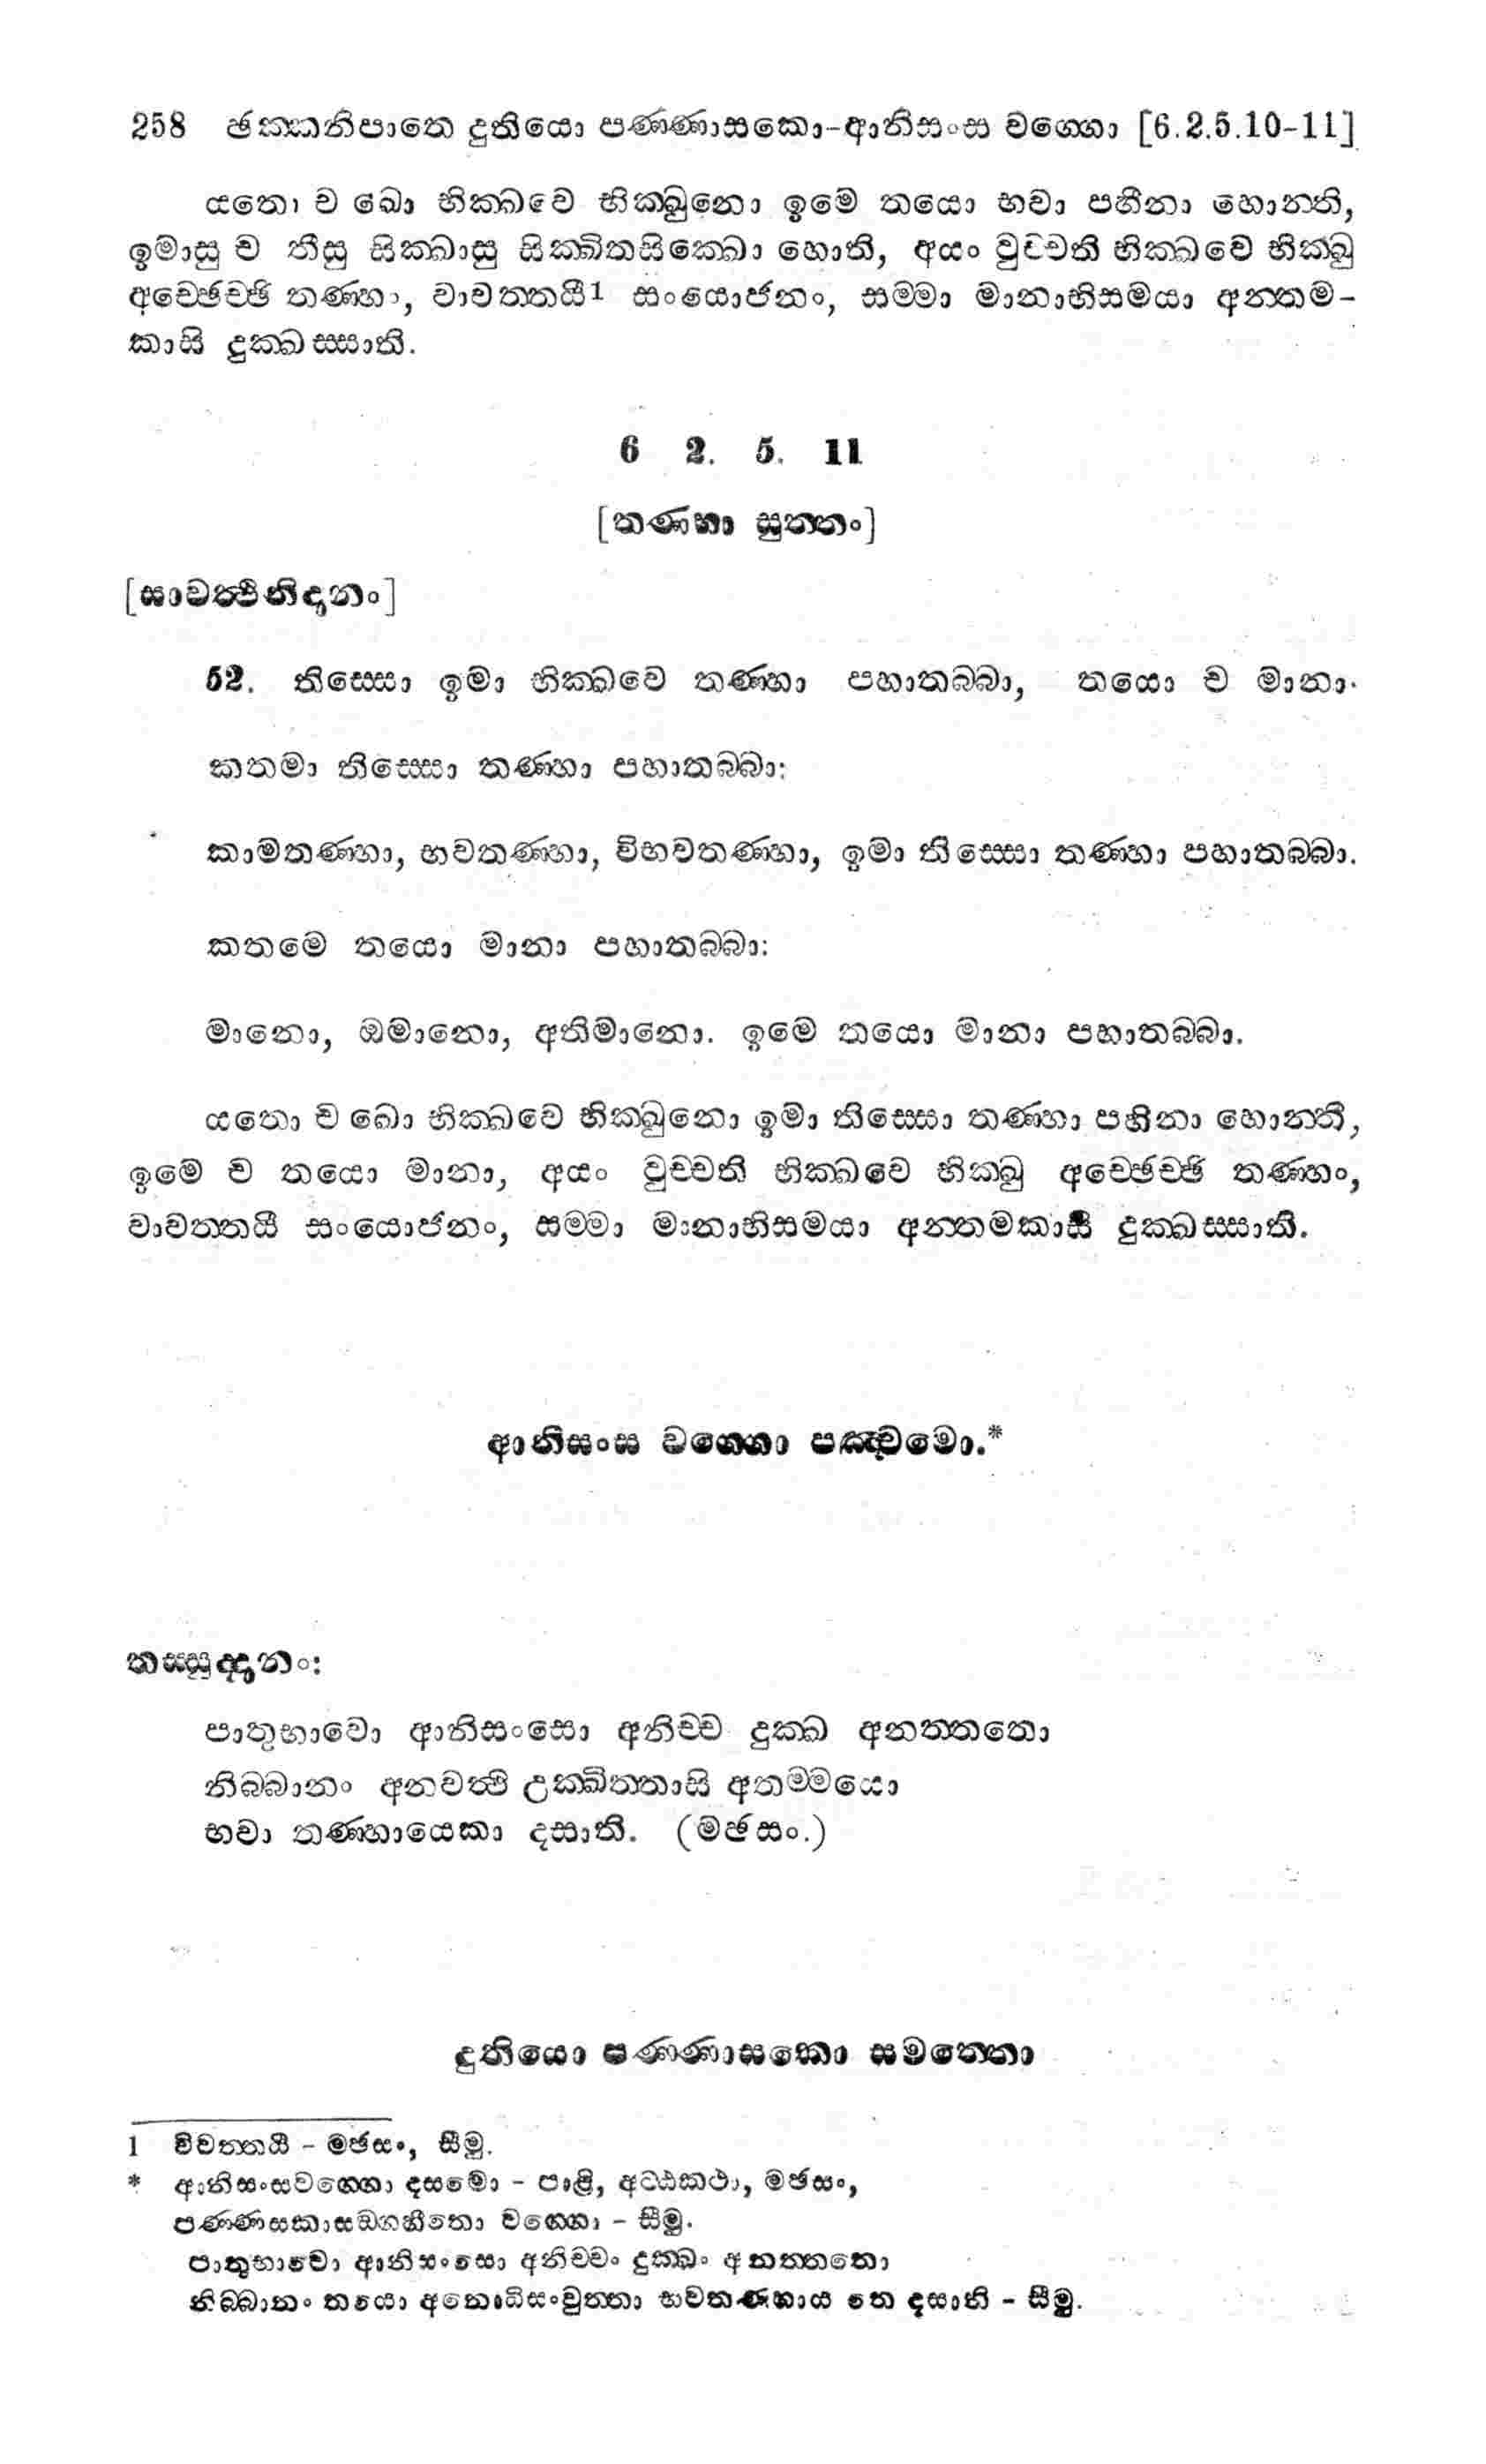 258 ඡක්කනිපාතෙ දුතියො පණ්ණාසකො-ආනිසංස වග්ගො [6.2.5.10-11]
යතො ච ඛො භික්ඛවෙ භික්ඛුනො ඉමෙ තයො භවා පහීනා හොන්ති,
ඉමාසු ච තීසු සික්ඛාසු සික්ඛිතසික්ඛො හොති, අයං වුච්චති භික්ඛවෙ භික්ඛු
අච්ඡෙච්ඡි තණ්හා, වාවත්තයී1 සංයොජනං, සම්මා මානාභිසමයා අන්තම-
කාසි දුක්ඛස්සාති.
6 2. 5. 11
[තණ්හා සුත්තං]
[සාවත්ථිනිදානං]
52. තිස්සො ඉමා භික්ඛවෙ තණ්හා පහාතබ්බා, තයො ච මානා.
කතමා තිස්සො තණ්හා පහාතබ්බා:
කාමතණ්හා, භවතණ්හා, විභවතණ්හා, ඉමා තිස්සො තණ්හා පහාතබ්බා.
කතමෙ තයො මානා පහාතබ්බා:
මානො, ඔමානො, අතිමානො. ඉමෙ තයො මානා පහාතබ්බා.
යතො ච ඛො භික්ඛවෙ භික්ඛුනො ඉමා තිස්සො තණ්හා පහීනා හොන්ති,
ඉමෙ ච තයො මානා, අයං වුච්චති භික්ඛවෙ භික්ඛු අච්ඡෙච්ඡි තණ්හං,
වාවත්තයී සංයොජනං, සම්මා මානාභිසමයා අන්තමකාසි දුක්ඛස්සාති.
ආනිසංස වග්ගො පඤ්චමො.*
තස්සුද්දානං:
පාතුභාවො ආනිසංසො අනිච්ච දුක්ඛ අනත්තතො
නිබ්බානං අනවත්ථි උක්ඛිත්තාසි අතම්මයො
භවා තණ්හායෙකා දසාති. (මඡසං.)
දුතියො පණ්ණාසකො සමත්තො
1 විවත්තයී - මඡසං, සීමු.
* ආනිසංසවග්ගො දසමො - පාළි, අට්ඨකථා, මඡසං,
පණ්ණසකාසඞ්ගහීතො වග්ගො - සීමු.
පාතුභාවො ආනිසංසො අනිච්චං දුක්ඛං අනත්තතො
නිබ්බානං තයො අනොධිසංවුත්තා භවතණ්හාය තෙ දසාති - සීමු.